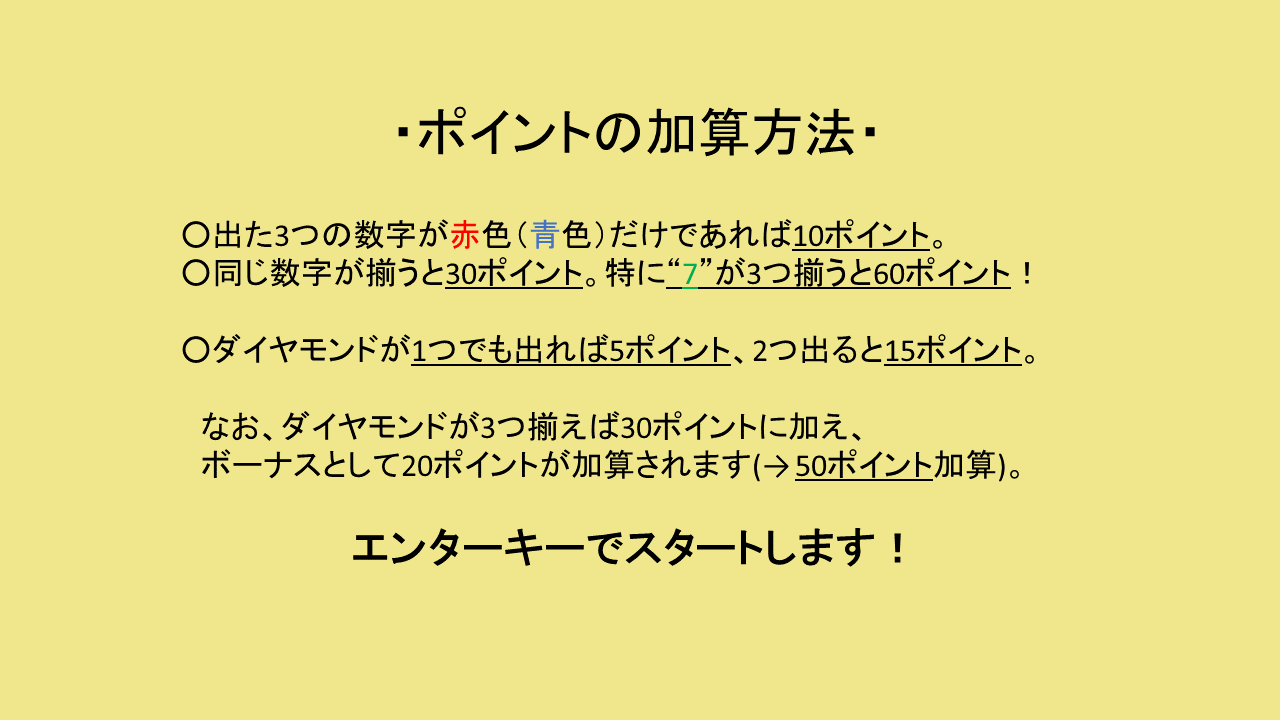 ・ポイントの加算方法・
〇出た3つの数字が赤色（青色）だけであれば10ポイント。
〇同じ数字が揃うと30ポイント。特に“7”が3つ揃うと60ポイント！
〇ダイヤモンドが1つでも出れば5ポイント、2つ出ると15ポイント。
なお、ダイヤモンドが3つ揃えば30ポイントに加え、
ボーナスとして20ポイントが加算されます(→50ポイント加算)。
エンターキーでスタートします！